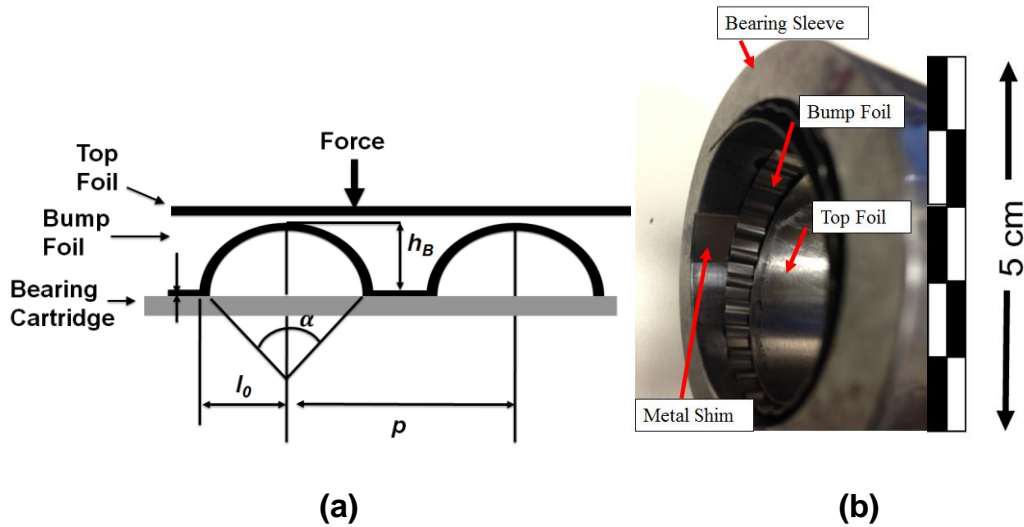 Top
Foil
Bump
Foil
Bearing
Cartridge
Force
h_B
α
l_0
p
(a)
Bearing Sleeve
Bump Foil
Top Foil
Metal Shim
5 cm
(b)